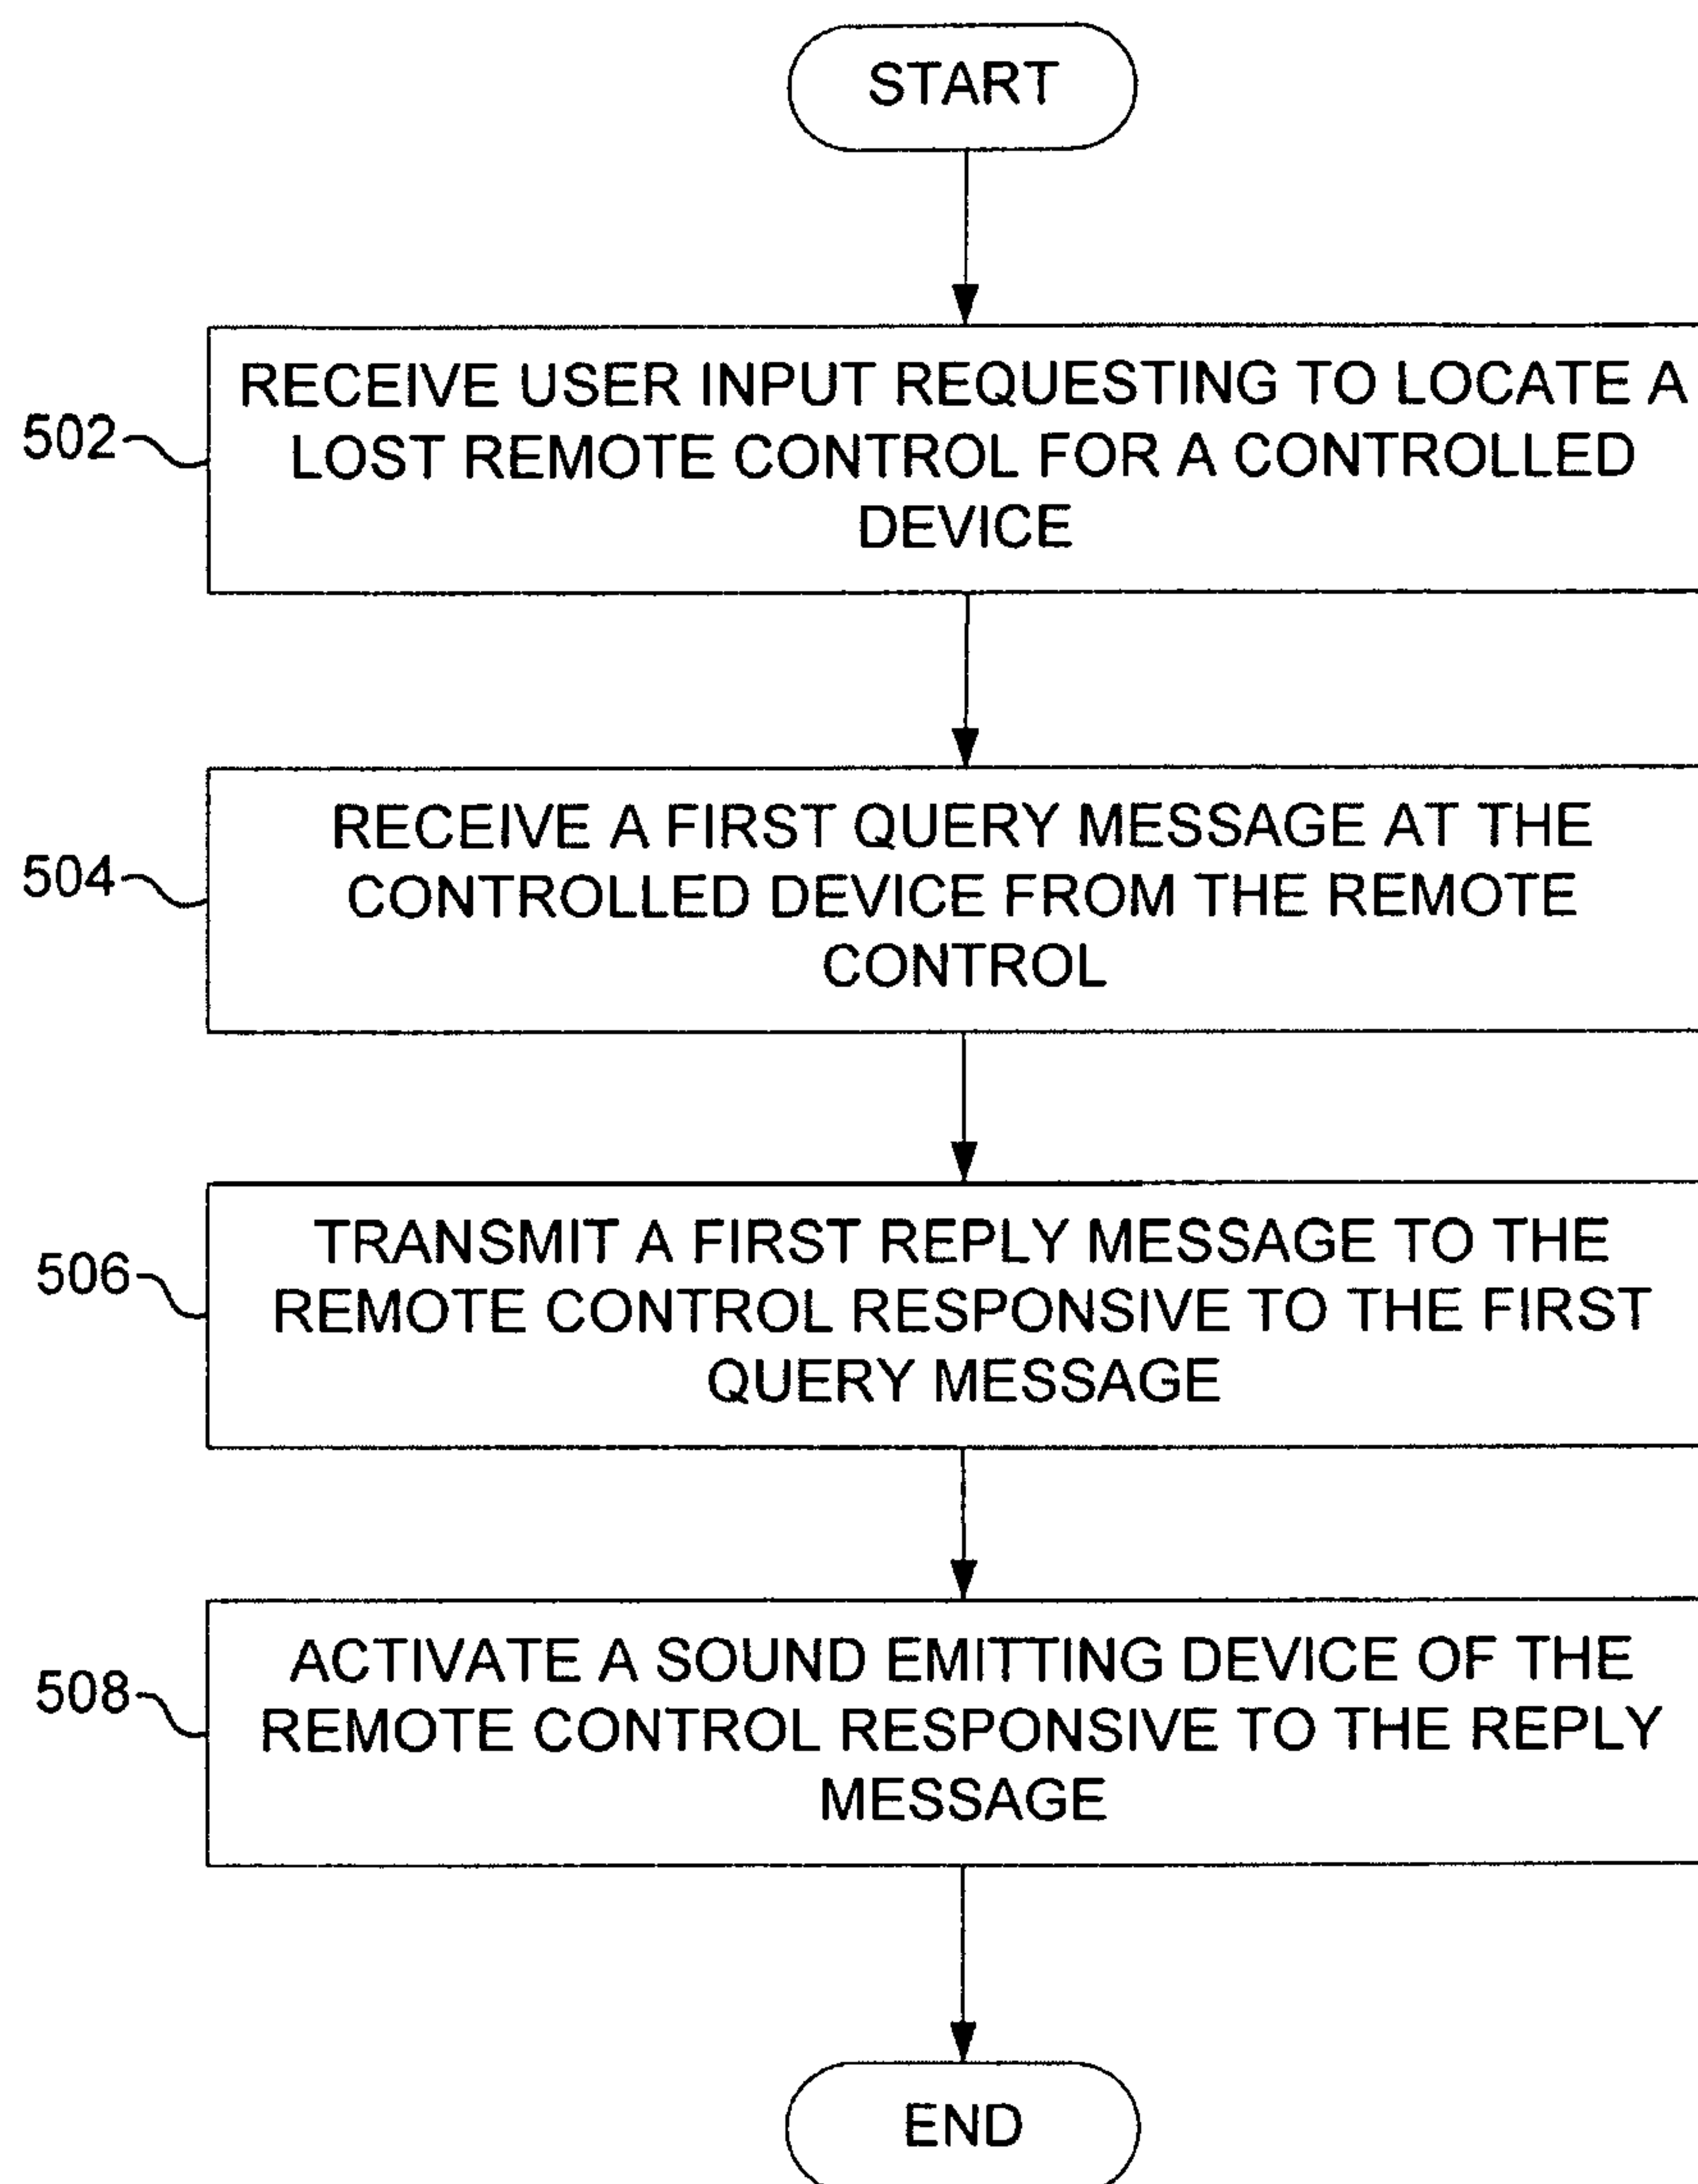 START
502
RECEIVE USER INPUT REQUESTING TO LOCATE A
LOST REMOTE CONTROL FOR A CONTROLLED
DEVICE
504
RECEIVE A FIRST QUERY MESSAGE AT THE
CONTROLLED DEVICE FROM THE REMOTE
CONTROL
506
TRANSMIT A FIRST REPLY MESSAGE TO THE
REMOTE CONTROL RESPONSIVE TO THE FIRST
QUERY MESSAGE
508
ACTIVATE A SOUND EMITTING DEVICE OF THE
REMOTE CONTROL RESPONSIVE TO THE REPLY
MESSAGE
END